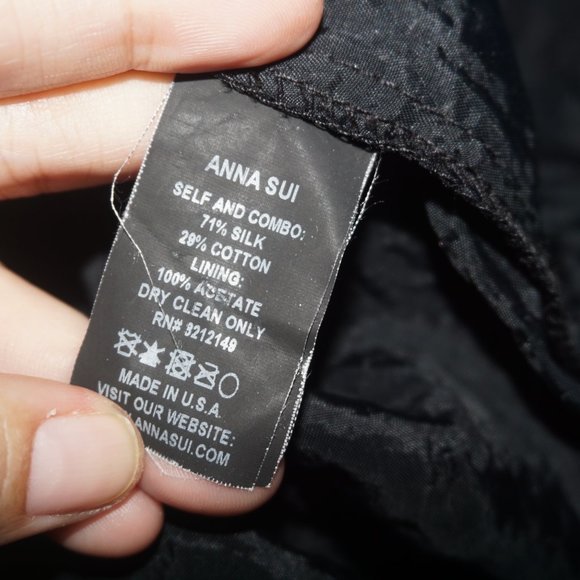 ANNA SUI
SELF AND COMBO:
71% SILK
29% COTTON
LINING:
100% ACETATE
DRY CLEAN ONLY
RN# 9212149
MADE IN U.S.A.
VISIT OUR WEBSITE:
ANNASUI.COM